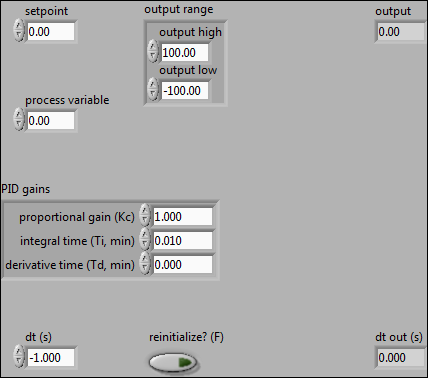 setpoint
0.00
output range
output high
100.00
output low
-100.00
output
0.00
process variable
0.00
PID gains
proportional gain (Kc) 1.000
integral time (Ti, min) 0.010
derivative time (Td, min) 0.000
dt (s)
-1.000
reinitialize? (F)
dt out (s)
0.000